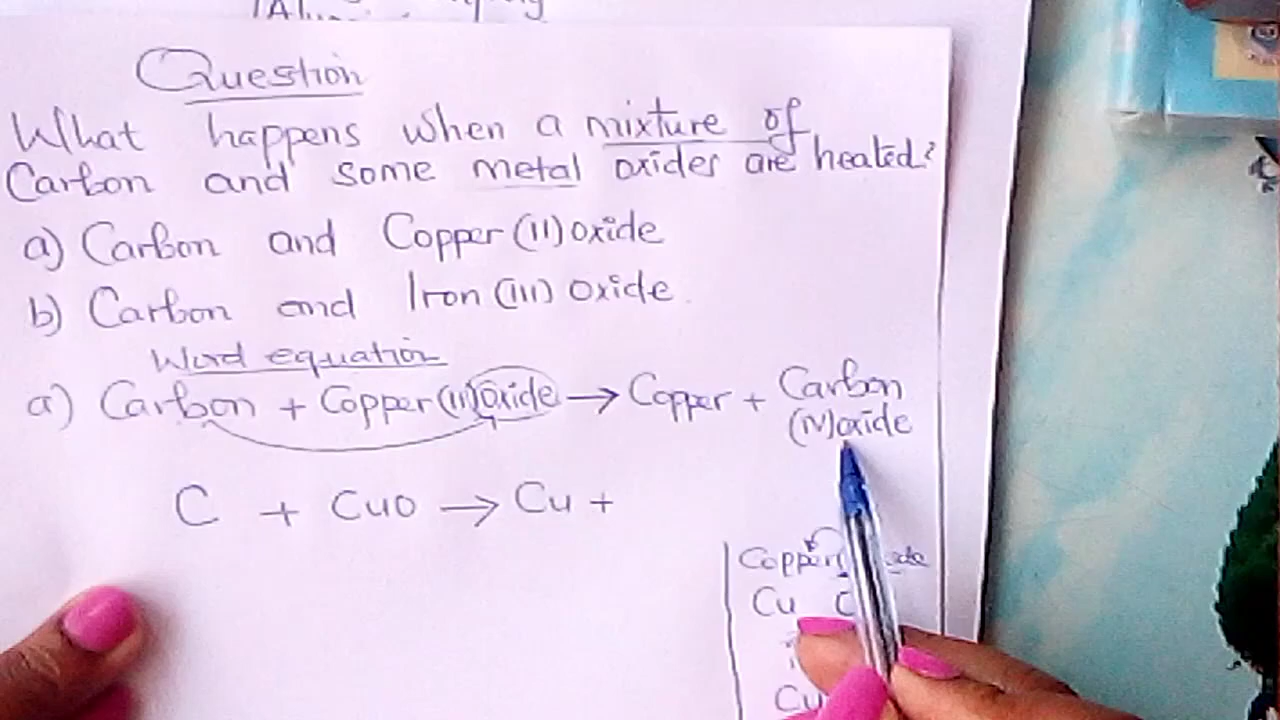 Question
What happens when a mixture of
Carbon and some metal oxides are heated?
a) Carbon and Copper (II) oxide
b) Carbon and Iron (III) oxide.
Word equation
a) Carbon + Copper (II) oxide → Copper + Carbon
(IV) oxide
C + CuO → Cu +
Cu
Cu